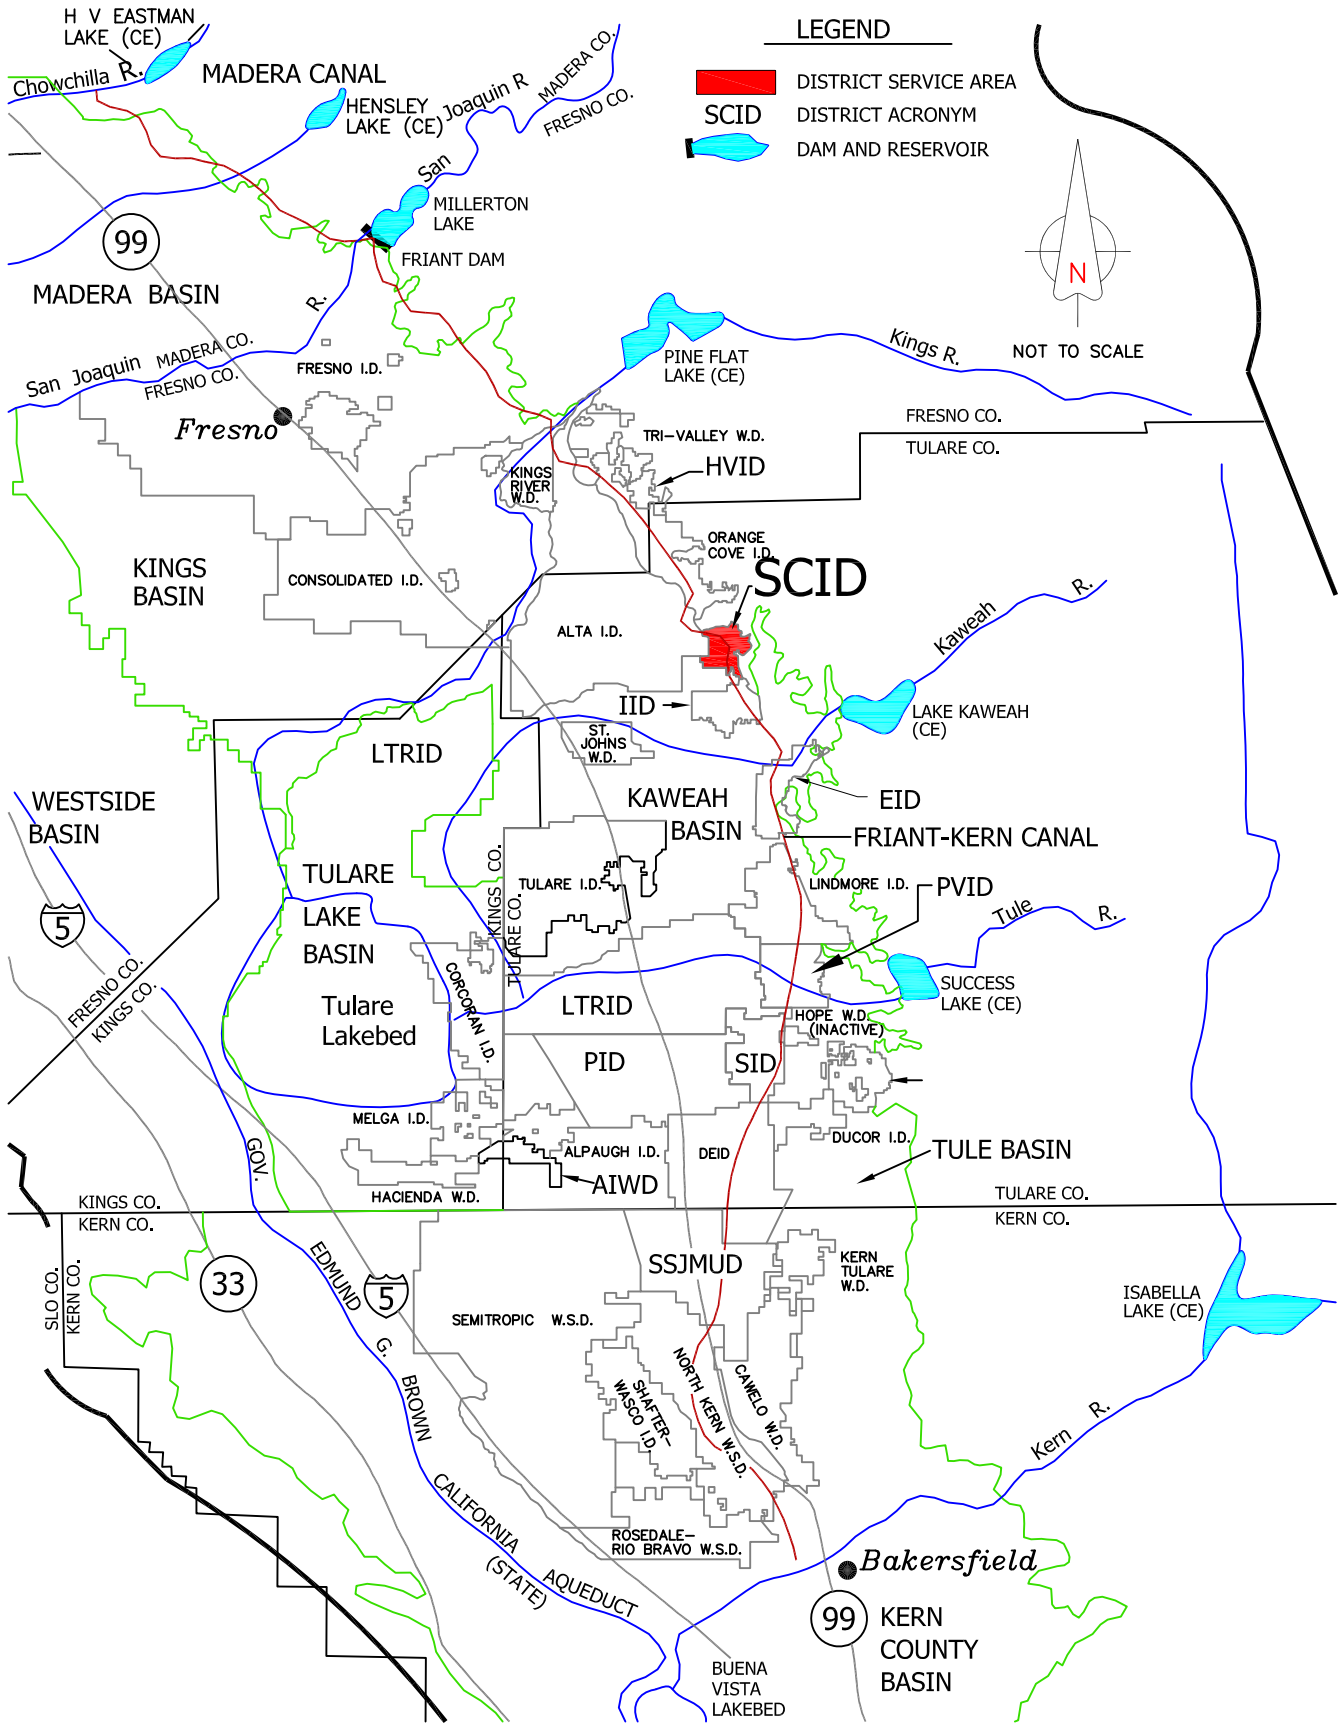 H V EASTMAN
LAKE (CE)
LEGEND
Chowchilla R.
MADERA CANAL
HENSLEY
LAKE (CE)
Joaquin R
San
MADERA CO.
FRESNO CO.
DISTRICT SERVICE AREA
SCID
DISTRICT ACRONYM
DAM AND RESERVOIR
MILLERTON
LAKE
FRIANT DAM
99
MADERA BASIN
N
NOT TO SCALE
R.
San Joaquin
MADERA CO.
FRESNO CO.
FRESNO I.D.
PINE FLAT
LAKE (CE)
Kings R.
Fresno
FRESNO CO.
TULARE CO.
TRI-VALLEY W.D.
HVID
KINGS
RIVER
W.D.
ORANGE
COVE I.D.
SCID
KINGS
BASIN
CONSOLIDATED I.D.
ALTA I.D.
Kaweah
R.
IID
LAKE KAWEAH
(CE)
ST.
JOHNS
W.D.
LTRID
WESTSIDE
BASIN
KAWEAH
BASIN
EID
FRIANT-KERN CANAL
TULARE
LAKE
BASIN
TULARE I.D.
LINDMORE I.D.
PVID
5
KINGS CO.
TULARE CO.
Tule
R.
CORCORAN I.D.
Tulare
Lakebed
LTRID
SUCCESS
LAKE (CE)
FRESNO CO.
KINGS CO.
HOPE W.D.
(INACTIVE)
PID
SID
MELGA I.D.
ALPAUGH I.D.
DEID
DUCOR I.D.
TULE BASIN
AIWD
HACIENDA W.D.
KINGS CO.
KERN CO.
TULARE CO.
KERN CO.
GOV.
EDMUND
G.
BROWN
CALIFORNIA
(STATE)
AQUEDUCT
SLO CO.
KERN CO.
33
5
SSJMUD
KERN
TULARE
W.D.
SEMITROPIC W.S.D.
ISABELLA
LAKE (CE)
SHAFTER-
WASCO I.D.
NORTH KERN W.S.D.
CAWELO W.D.
Kern
R.
ROSEDALE-
RIO BRAVO W.S.D.
Bakersfield
99
KERN
COUNTY
BASIN
BUENA
VISTA
LAKEBED